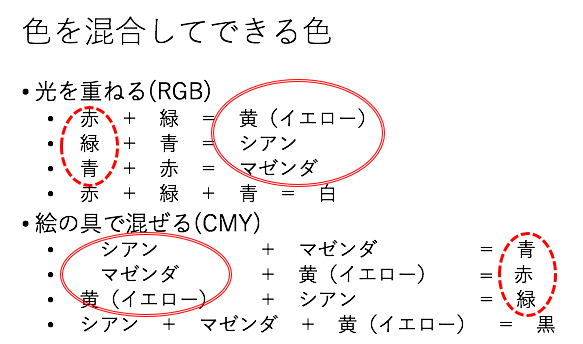 色を混合してできる色
• 光を重ねる(RGB)
• 赤 + 緑 = 黄（イエロー）
• 緑 + 青 = シアン
• 青 + 赤 = マゼンダ
• 赤 + 緑 + 青 = 白
• 絵の具で混ぜる(CMY)
• シアン + マゼンダ = 青
• マゼンダ + 黄（イエロー） = 赤
• 黄（イエロー） + シアン = 緑
• シアン + マゼンダ + 黄（イエロー） = 黒